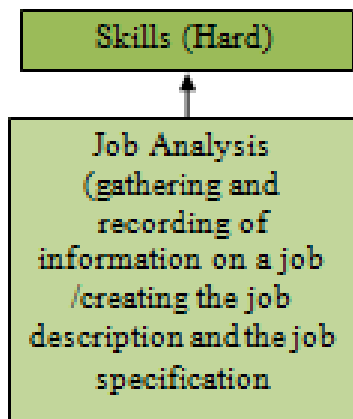 Skills (Hard)
Job Analysis
(gathering and
recording of
information on a job
/creating the job
description and the job
specification